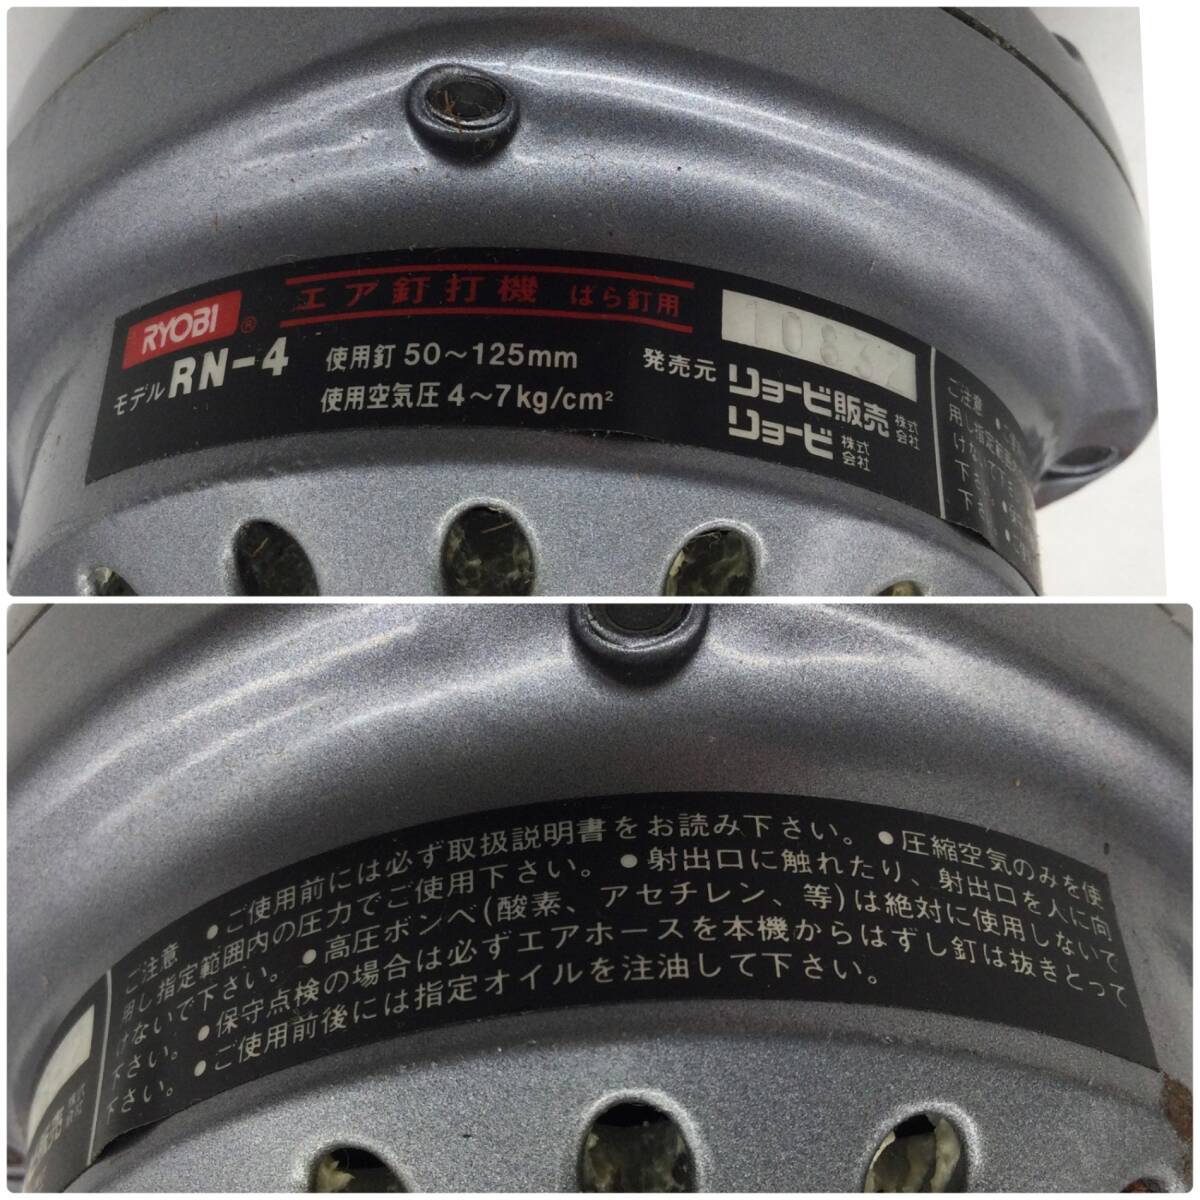 RYOBI ® エア釘打機 ばら釘用
モデル RN-4
使用釘 50～125mm
使用空気圧 4～7kg/cm²
10832
発売元 リョービ販売 株式会社
リョービ 株式会社
ご注意 ●ご使用前には必ず取扱説明書をお読み下さい。●圧縮空気のみを使
用し指定範囲内の圧力でご使用下さい。●射出口に触れたり、射出口を人に向
けないで下さい。●高圧ボンベ(酸素、アセチレン、等)は絶対に使用しないで
下さい。●保守点検の場合は必ずエアホースを本機からはずし釘は抜きとって
下さい。●ご使用前後には指定オイルを注油して下さい。